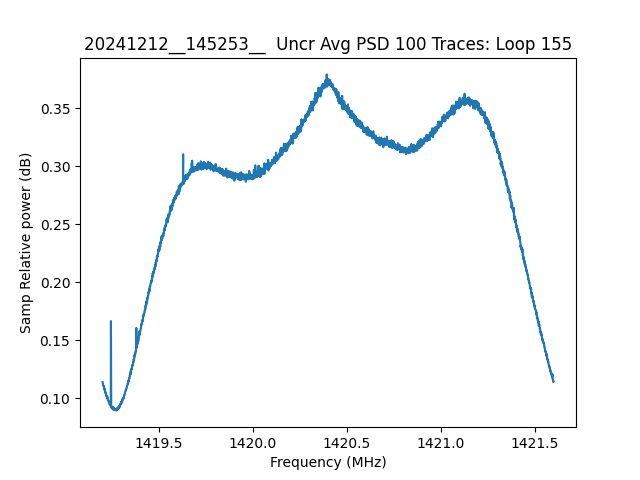 20241212__145253__  Uncr Avg PSD 100 Traces: Loop 155
Samp Relative power (dB)
0.35
0.30
0.25
0.20
0.15
0.10
1419.5 1420.0 1420.5 1421.0 1421.5
Frequency (MHz)